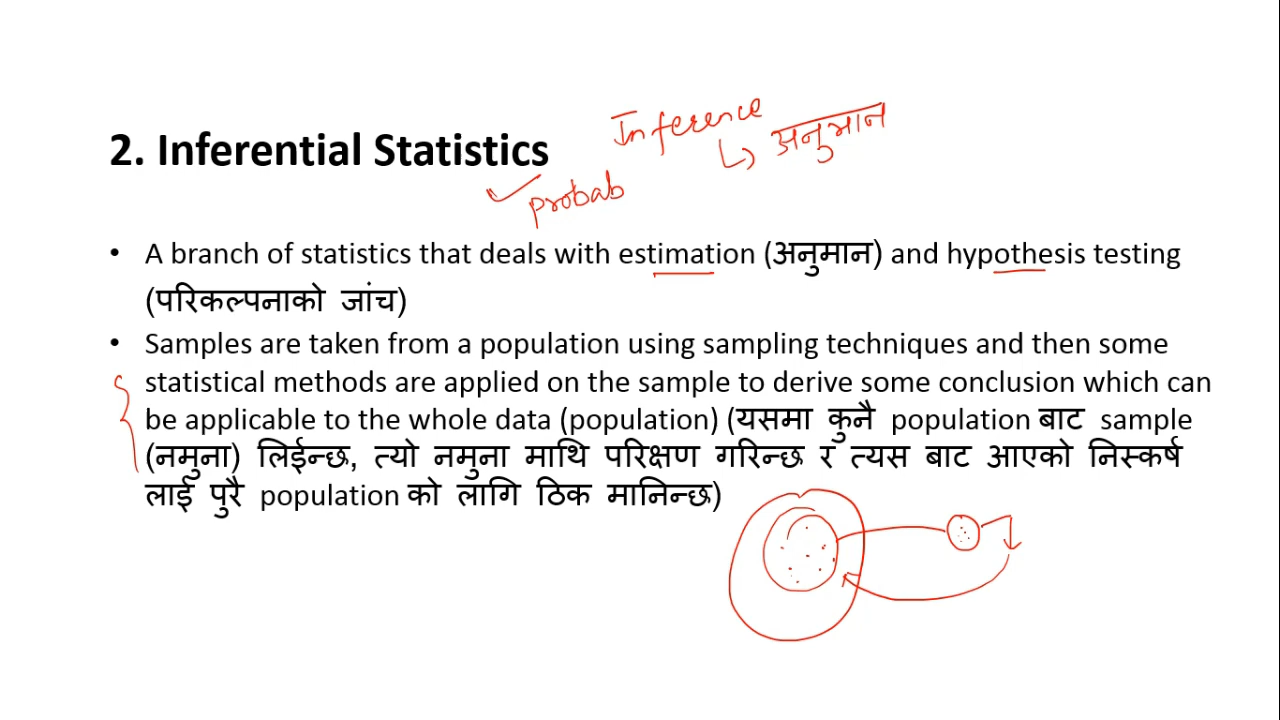 2. Inferential Statistics
Inference
अनुमान
probab
• A branch of statistics that deals with estimation (अनुमान) and hypothesis testing
(परिकल्पनाको जांच)
• Samples are taken from a population using sampling techniques and then some
statistical methods are applied on the sample to derive some conclusion which can
be applicable to the whole data (population) (यसमा कुनै population बाट sample
(नमुना) लिईन्छ, त्यो नमुना माथि परिक्षण गरिन्छ र त्यस बाट आएको निस्कर्ष
लाई पुरै population को लागि ठिक मानिन्छ)